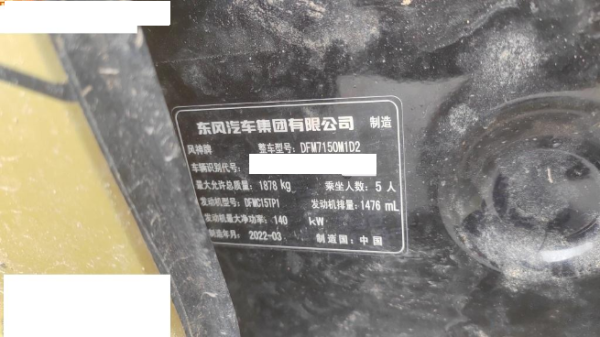 东风汽车集团有限公司 制造
风神牌 整车型号: DFM7150M1D2
车辆识别代号:
最大允许总质量: 1878 kg 乘坐人数: 5 人
发动机型号: DFMC15TP1 发动机排量: 1476 mL
发动机最大净功率: 140 kW
制造年月: 2022-03 制造国: 中国